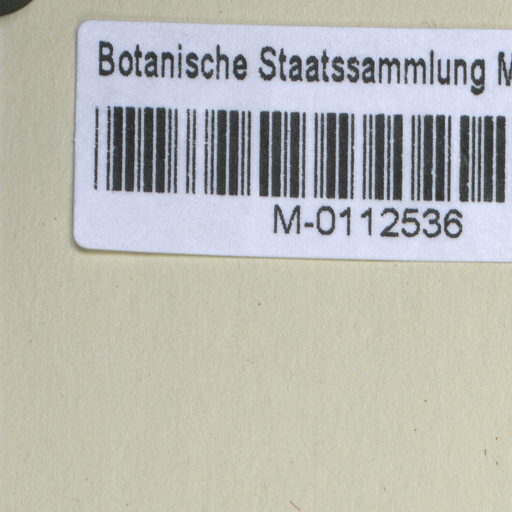 Botanische Staatssammlung M
M-0112536